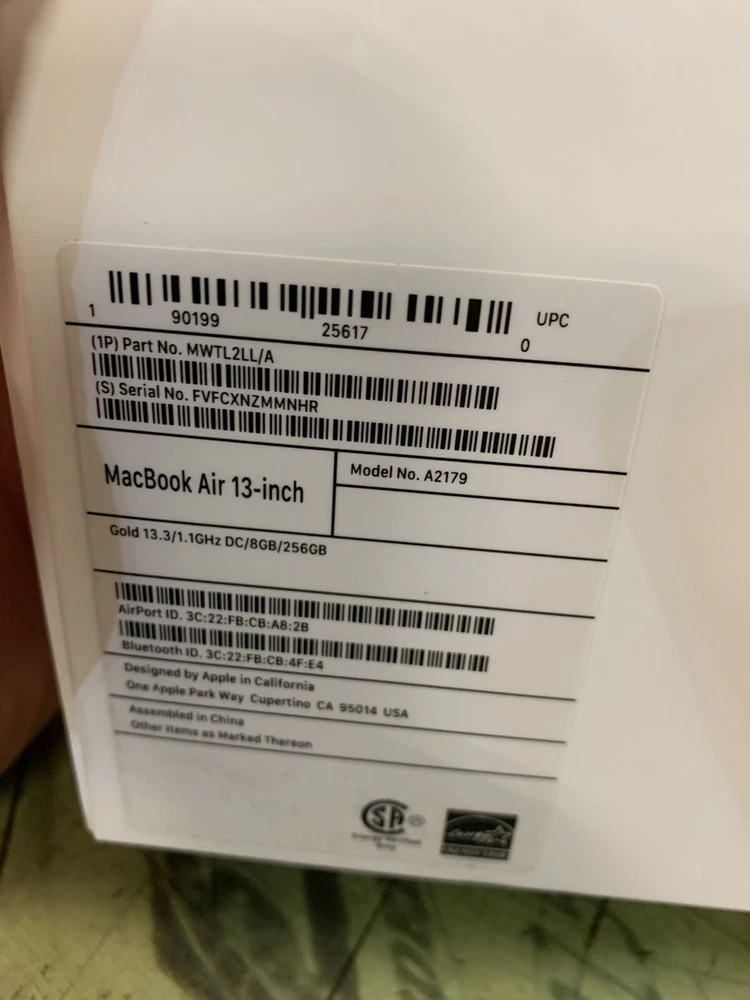 1 90199 25617 0 UPC
(1P) Part No. MWTL2LL/A
(S) Serial No. FVFCXNZMMNHR
MacBook Air 13-inch
Model No. A2179
Gold 13.3/1.1GHz DC/8GB/256GB
AirPort ID. 3C:22:FB:CB:A8:2B
Bluetooth ID. 3C:22:FB:CB:4F:E4
Designed by Apple in California
One Apple Park Way Cupertino CA 95014 USA
Assembled in China
Other Items as Marked Thereon
SA